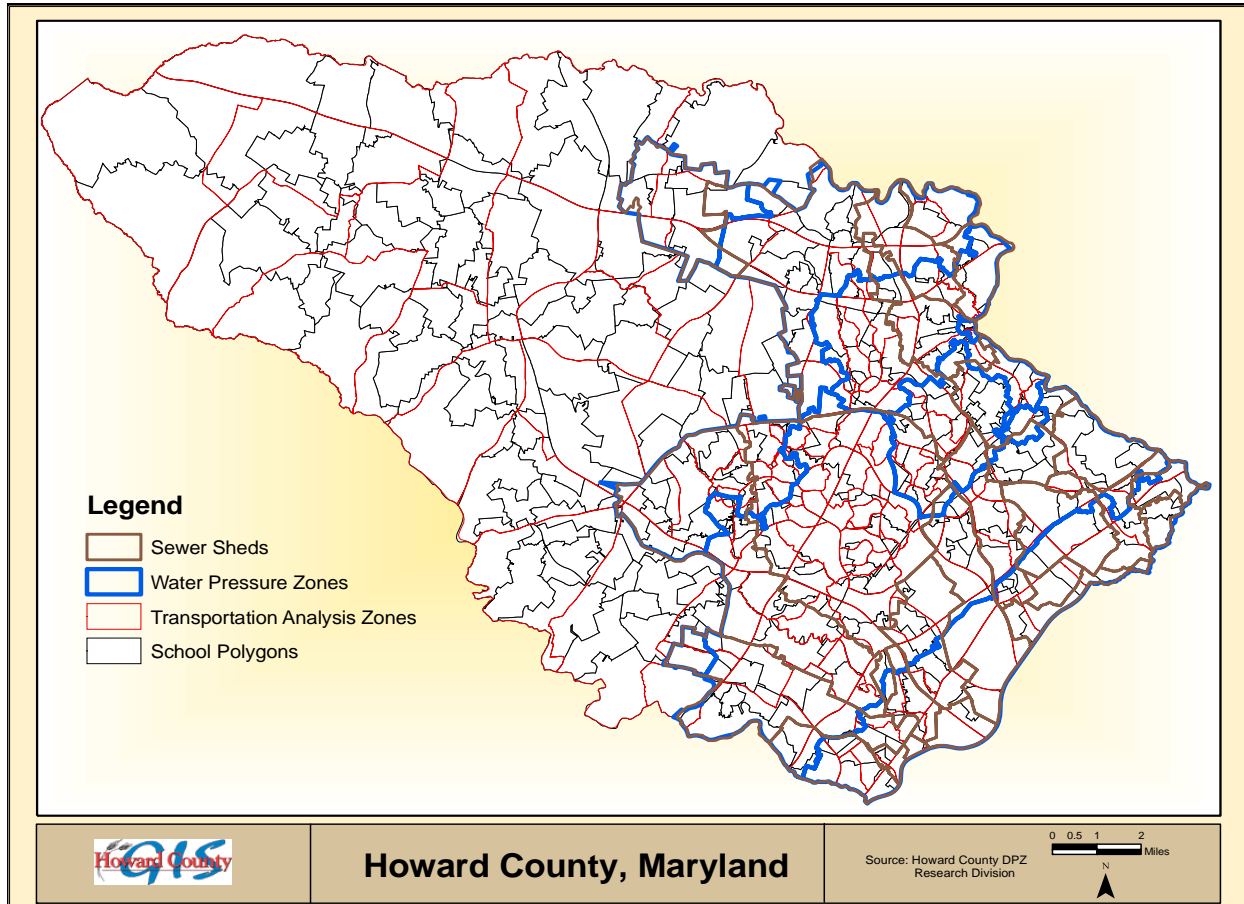 Legend
Sewer Sheds
Water Pressure Zones
Transportation Analysis Zones
School Polygons
Howard County
GIS
Howard County, Maryland
Source: Howard County DPZ
Research Division
0 0.5 1 2
Miles
N